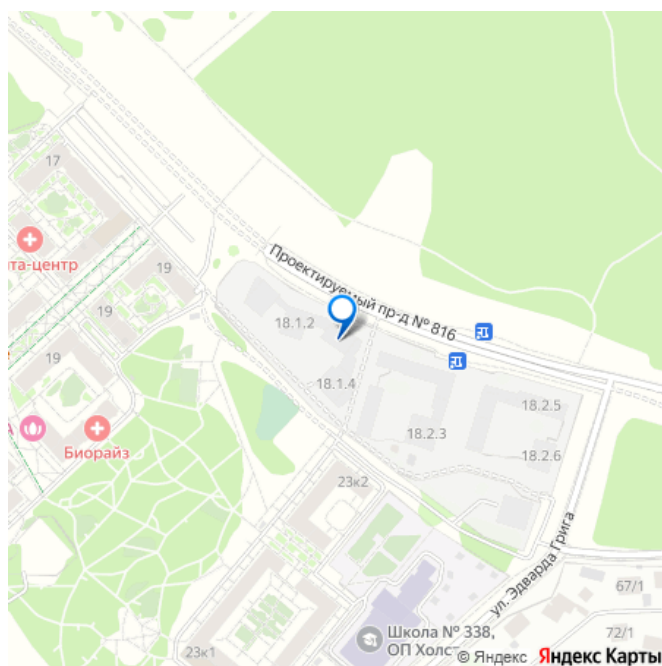 17
нта-центр
19
19
19
Проектируемый пр-д № 816
18.1.2
18.1.4
Биорайз
18.2.5
18.2.3
18.2.6
23к2
ул. Эдварда Грига
67/1
Школа № 338,
ОП Холст
72/1
23к1
© Яндекс Яндекс Карты